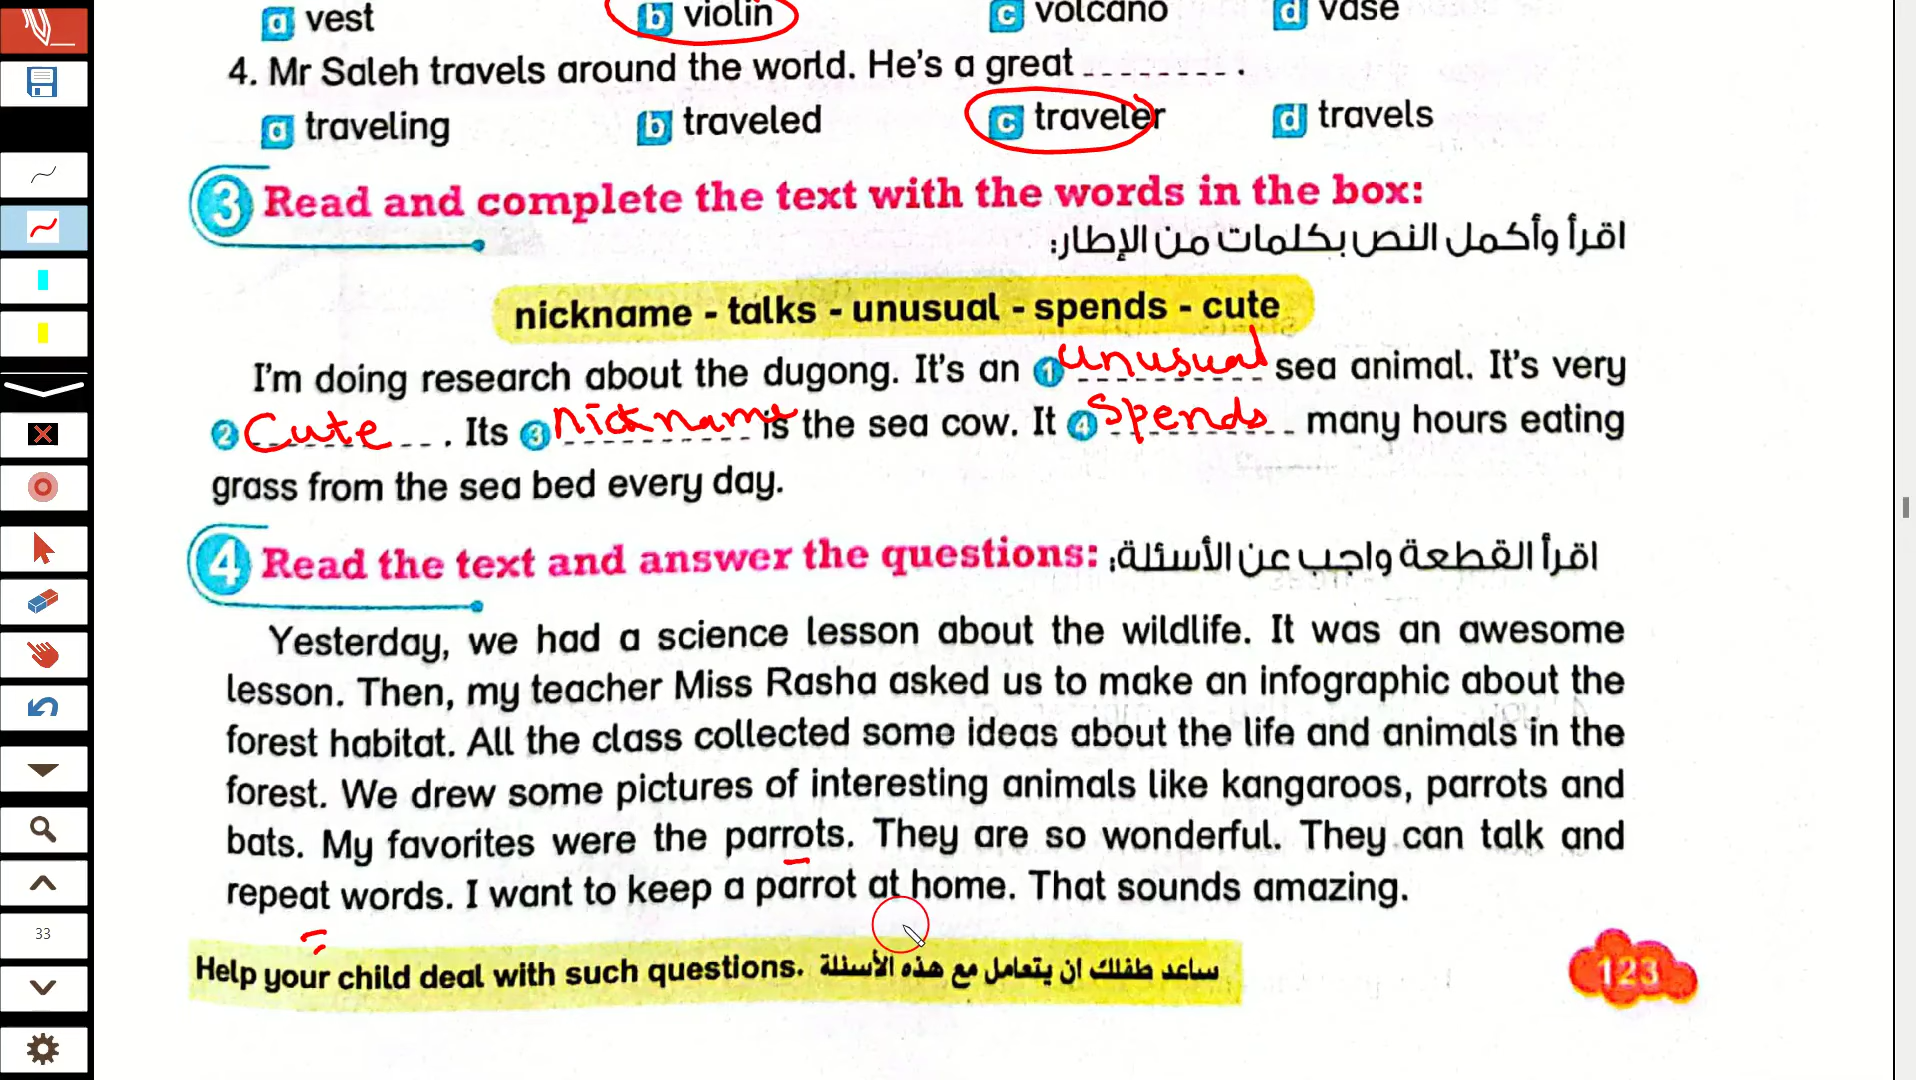 a vest b violin c volcano d vase
4. Mr Saleh travels around the world. He's a great -------- .
a traveling b traveled c traveler d travels
3 Read and complete the text with the words in the box:
اقرأ وأكمل النص بكلمات من الإطار:
nickname - talks - unusual - spends - cute
I'm doing research about the dugong. It's an 1 unusual sea animal. It's very
2 Cute . Its 3 nickname is the sea cow. It 4 Spends many hours eating
grass from the sea bed every day.
4 Read the text and answer the questions: اقرأ القطعة واجب عن الأسئلة:
Yesterday, we had a science lesson about the wildlife. It was an awesome
lesson. Then, my teacher Miss Rasha asked us to make an infographic about the
forest habitat. All the class collected some ideas about the life and animals in the
forest. We drew some pictures of interesting animals like kangaroos, parrots and
bats. My favorites were the parrots. They are so wonderful. They can talk and
repeat words. I want to keep a parrot at home. That sounds amazing.
33
Help your child deal with such questions. ساعد طفلك ان يتعامل مع هذه الأسئلة
123